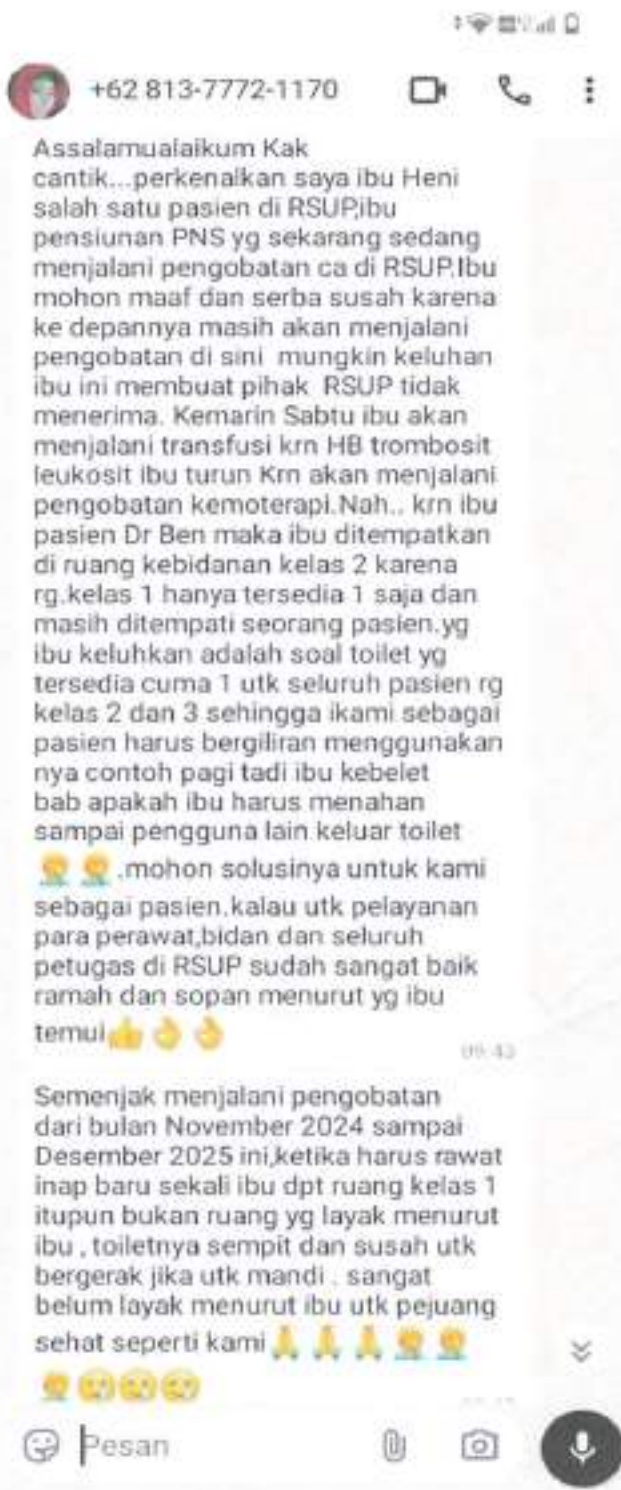 +62 813-7772-1170
Assalamualaikum Kak
cantik...perkenalkan saya ibu Heni
salah satu pasien di RSUP,ibu
pensiunan PNS yg sekarang sedang
menjalani pengobatan ca di RSUP.Ibu
mohon maaf dan serba susah karena
ke depannya masih akan menjalani
pengobatan di sini mungkin keluhan
ibu ini membuat pihak RSUP tidak
menerima. Kemarin Sabtu ibu akan
menjalani transfusi krn HB trombosit
leukosit ibu turun Krn akan menjalani
pengobatan kemoterapi.Nah.. krn ibu
pasien Dr Ben maka ibu ditempatkan
di ruang kebidanan kelas 2 karena
rg.kelas 1 hanya tersedia 1 saja dan
masih ditempati seorang pasien.yg
ibu keluhkan adalah soal toilet yg
tersedia cuma 1 utk seluruh pasien rg
kelas 2 dan 3 sehingga ikami sebagai
pasien harus bergiliran menggunakan
nya contoh pagi tadi ibu kebelet
bab apakah ibu harus menahan
sampai pengguna lain keluar toilet
🤦 🤦 .mohon solusinya untuk kami
sebagai pasien.kalau utk pelayanan
para perawat,bidan dan seluruh
petugas di RSUP sudah sangat baik
ramah dan sopan menurut yg ibu
temui👍👌👌
09.43
Semenjak menjalani pengobatan
dari bulan November 2024 sampai
Desember 2025 ini,ketika harus rawat
inap baru sekali ibu dpt ruang kelas 1
itupun bukan ruang yg layak menurut
ibu , toiletnya sempit dan susah utk
bergerak jika utk mandi . sangat
belum layak menurut ibu utk pejuang
sehat seperti kami🙏🙏🙏🤦🤦
Pesan